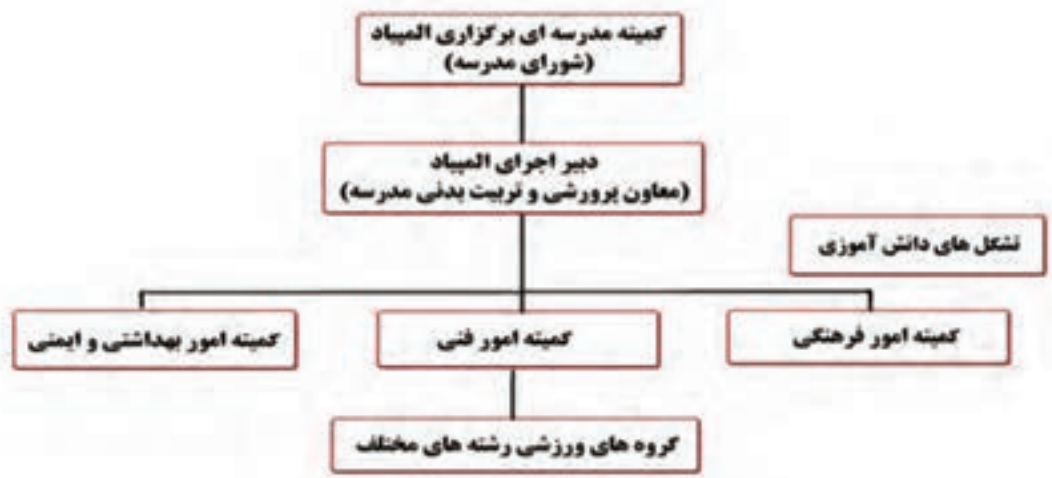 کمیته مدرسه ای برگزاری المپیاد
(شورای مدرسه)
دبیر اجرای المپیاد
(معاون پرورشی و تربیت بدنی مدرسه)
تشکل های دانش آموزی
کمیته امور فرهنگی
کمیته امور فنی
کمیته امور بهداشتی و ایمنی
گروه های ورزشی رشته های مختلف